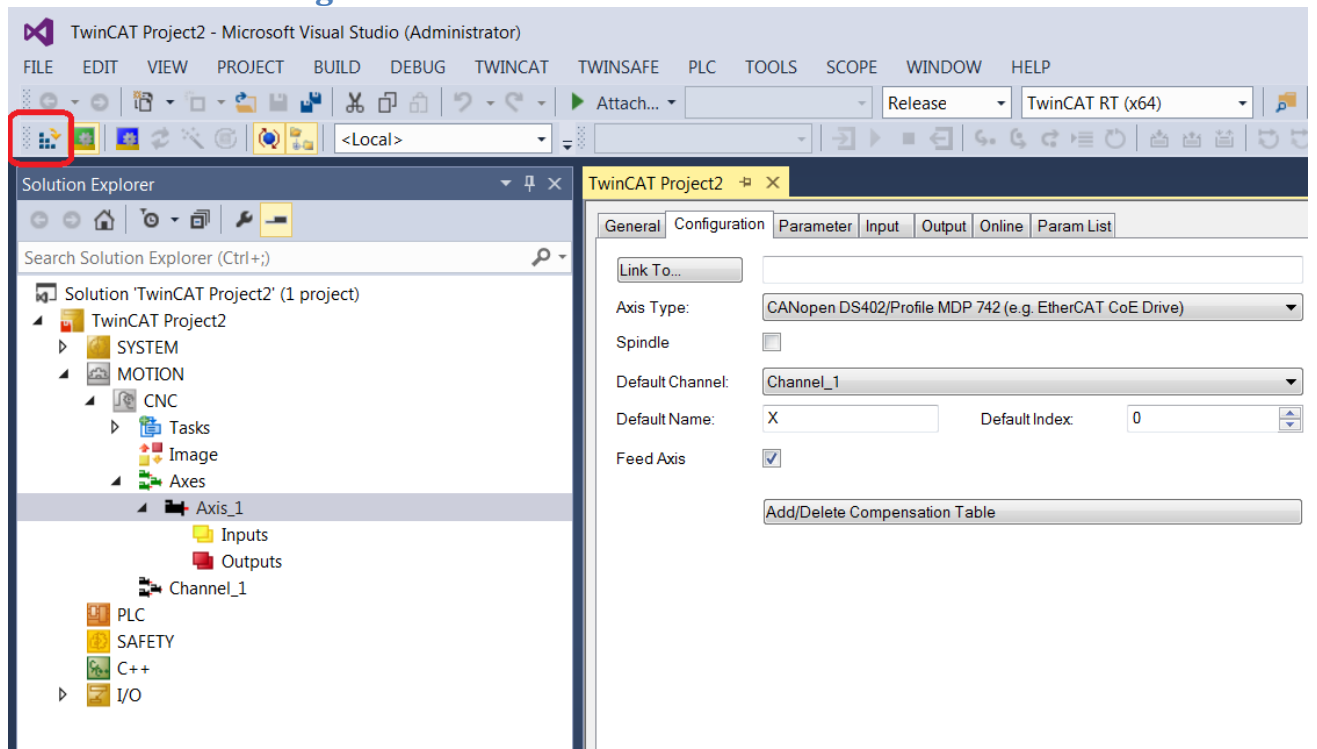 TwinCAT Project2 - Microsoft Visual Studio (Administrator)
FILE EDIT VIEW PROJECT BUILD DEBUG TWINCAT TWINSAFE PLC TOOLS SCOPE WINDOW HELP
Attach... Release TwinCAT RT (x64)
<Local>
Solution Explorer
Search Solution Explorer (Ctrl+;)
Solution 'TwinCAT Project2' (1 project)
TwinCAT Project2
SYSTEM
MOTION
CNC
Tasks
Image
Axes
Axis_1
Inputs
Outputs
Channel_1
PLC
SAFETY
C++
I/O
TwinCAT Project2
General Configuration Parameter Input Output Online Param List
Link To...
Axis Type: CANopen DS402/Profile MDP 742 (e.g. EtherCAT CoE Drive)
Spindle
Default Channel: Channel_1
Default Name: X Default Index: 0
Feed Axis
Add/Delete Compensation Table